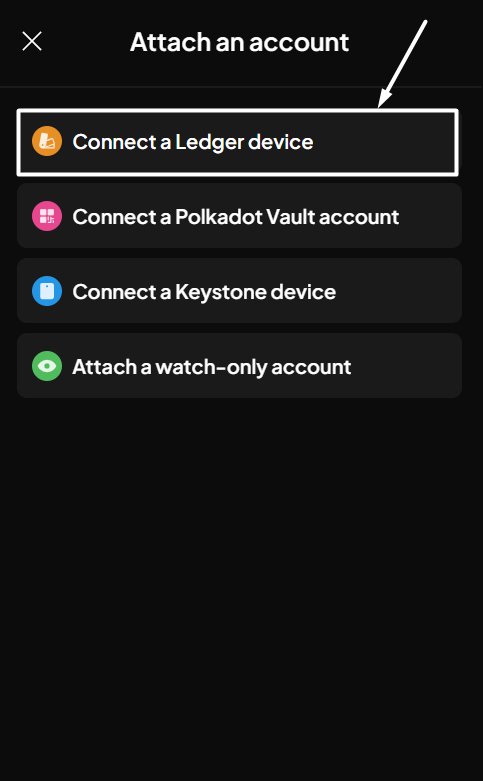 Attach an account
Connect a Ledger device
Connect a Polkadot Vault account
Connect a Keystone device
Attach a watch-only account